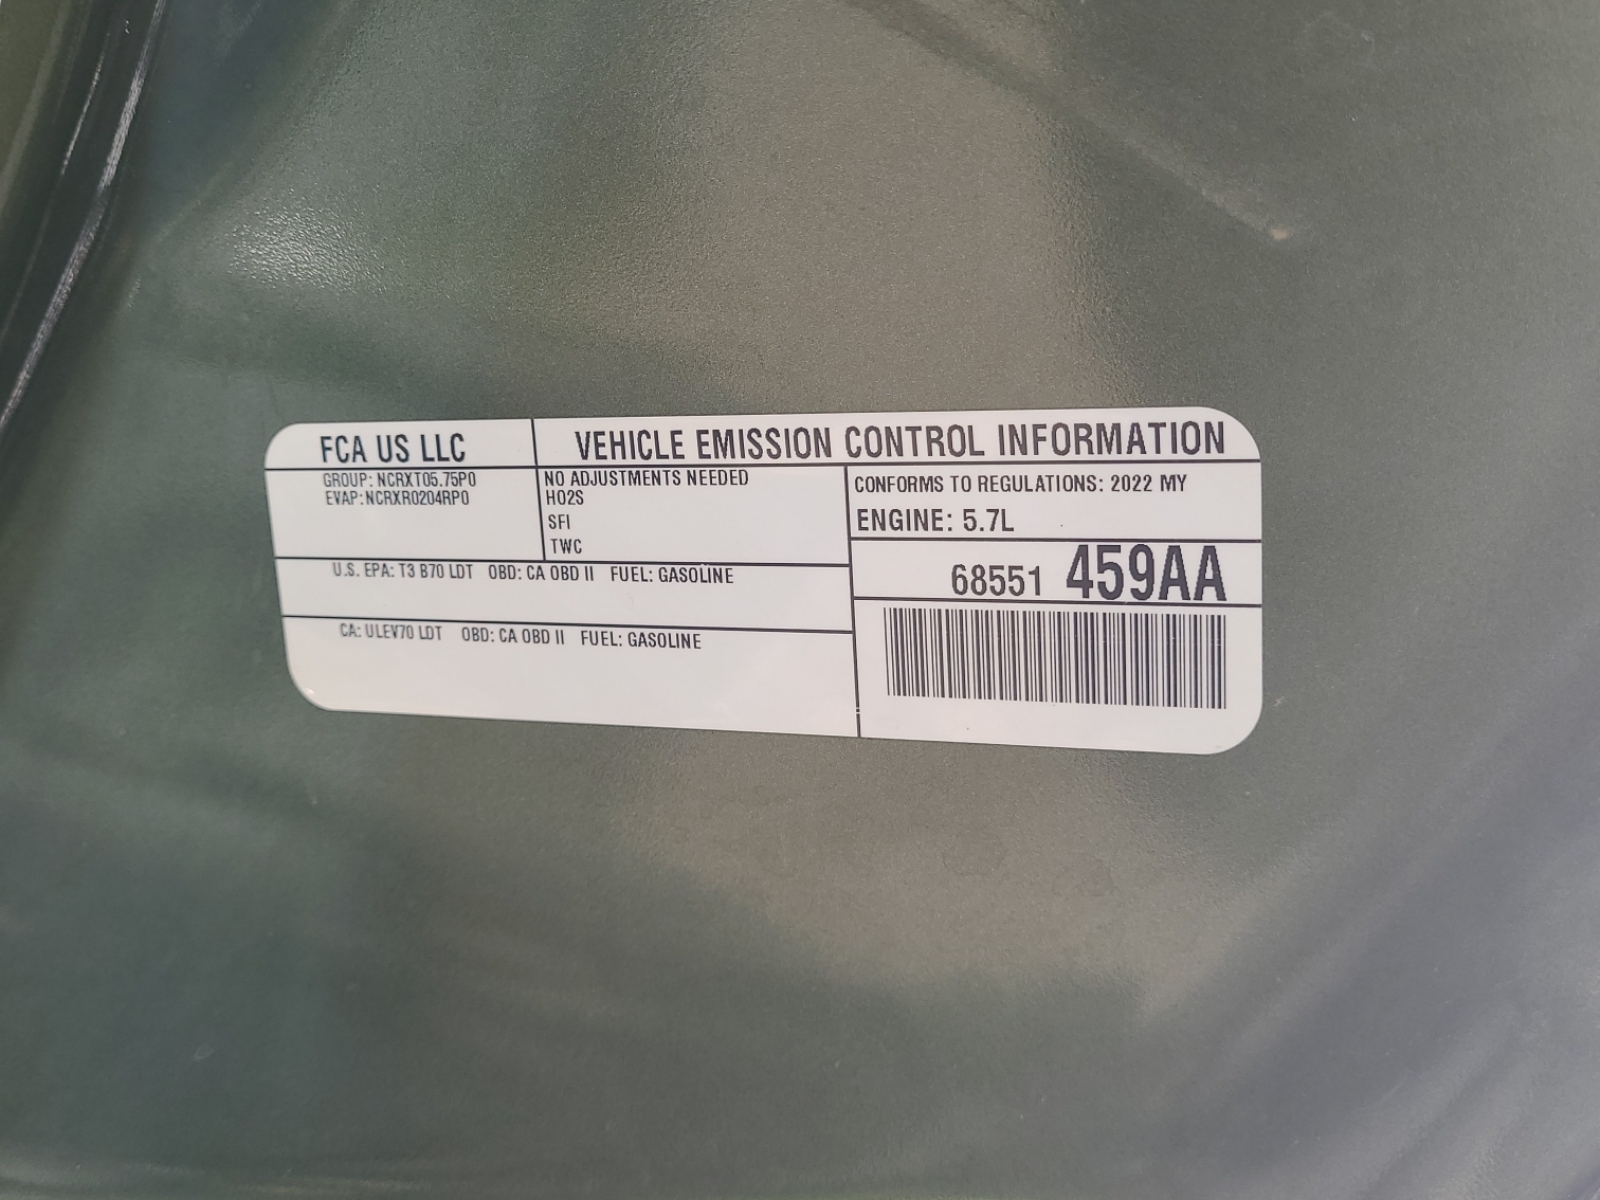 FCA US LLC
VEHICLE EMISSION CONTROL INFORMATION
GROUP: NCRXT05.75P0
EVAP:NCRXR0204RP0
NO ADJUSTMENTS NEEDED
HO2S
SFI
TWC
CONFORMS TO REGULATIONS: 2022 MY
ENGINE: 5.7L
U.S. EPA: T3 B70 LDT OBD: CA OBD II FUEL: GASOLINE
68551 459AA
CA: ULEV70 LDT OBD: CA OBD II FUEL: GASOLINE